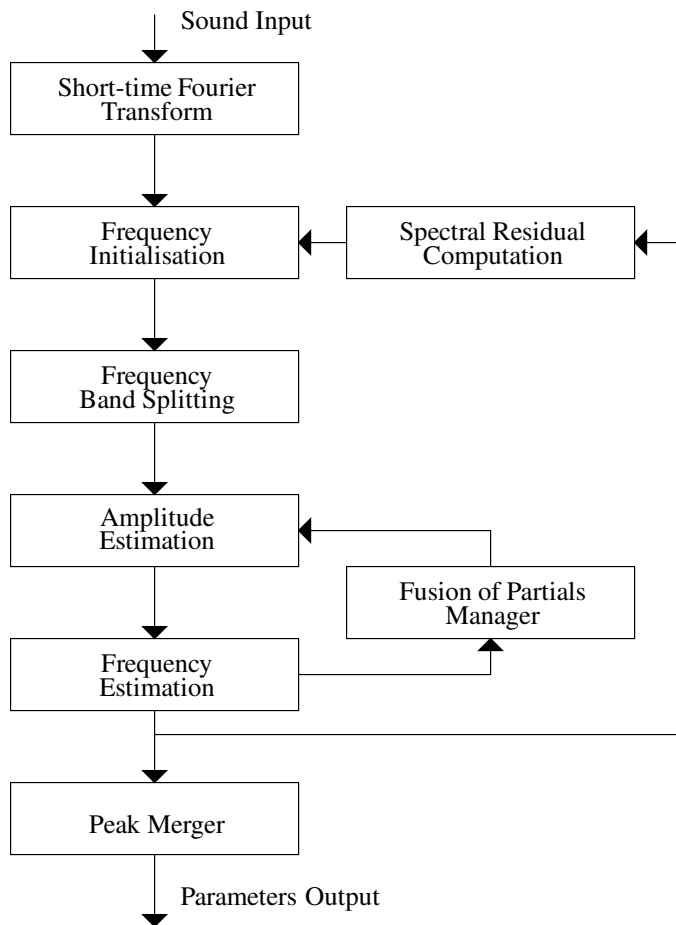 Sound Input
Short-time Fourier
Transform
Frequency
Initialisation
Spectral Residual
Computation
Frequency
Band Splitting
Amplitude
Estimation
Fusion of Partials
Manager
Frequency
Estimation
Peak Merger
Parameters Output